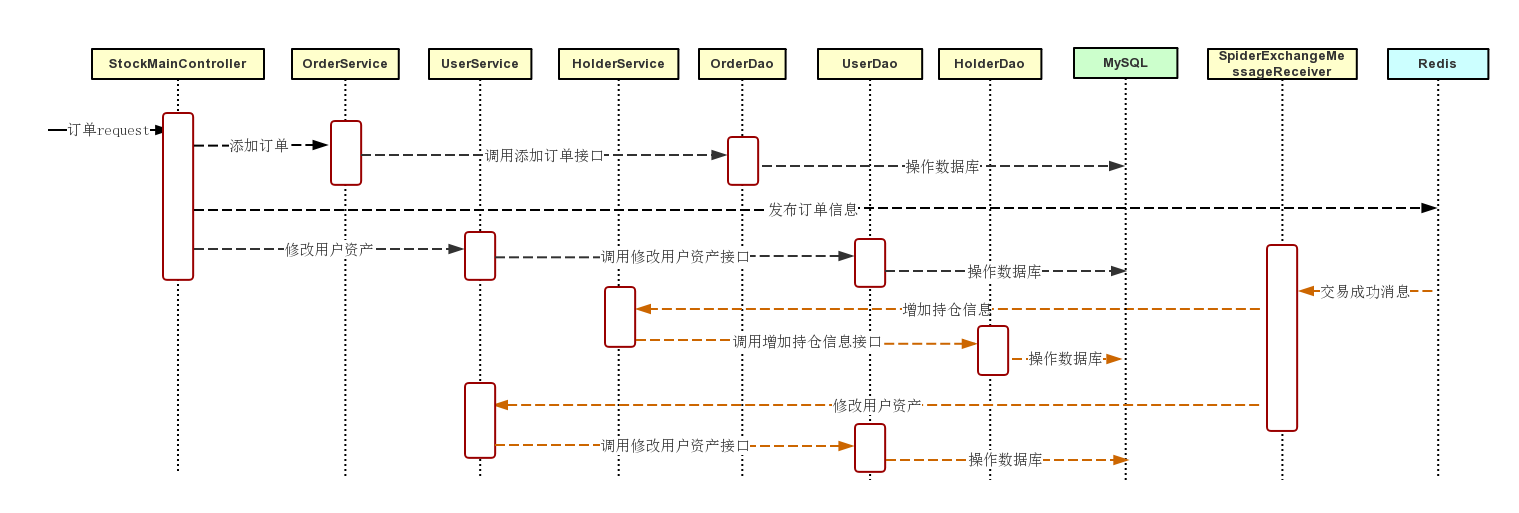 StockMainController
OrderService
UserService
HolderService
OrderDao
UserDao
HolderDao
MySQL
SpiderExchangeMe
ssageReceiver
Redis
订单request
添加订单
调用添加订单接口
操作数据库
发布订单信息
修改用户资产
调用修改用户资产接口
操作数据库
交易成功消息
增加持仓信息
调用增加持仓信息接口
操作数据库
修改用户资产
调用修改用户资产接口
操作数据库